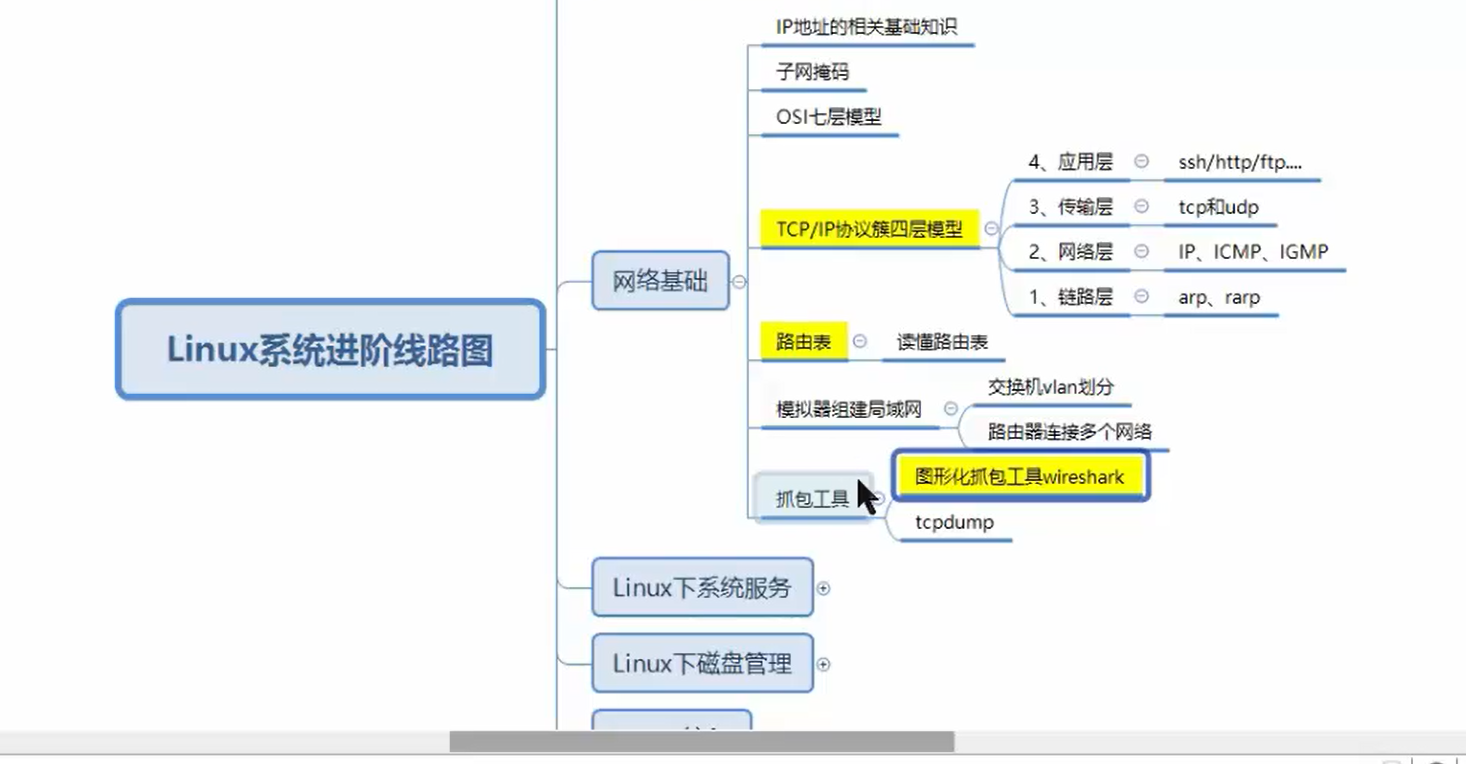 IP地址的相关基础知识
子网掩码
OSI七层模型
4、应用层
ssh/http/ftp....
3、传输层
tcp和udp
TCP/IP协议簇四层模型
2、网络层
IP、ICMP、IGMP
1、链路层
arp、rarp
网络基础
路由表
读懂路由表
Linux系统进阶线路图
交换机vlan划分
模拟器组建局域网
路由器连接多个网络
图形化抓包工具wireshark
抓包工具
tcpdump
Linux下系统服务
Linux下磁盘管理